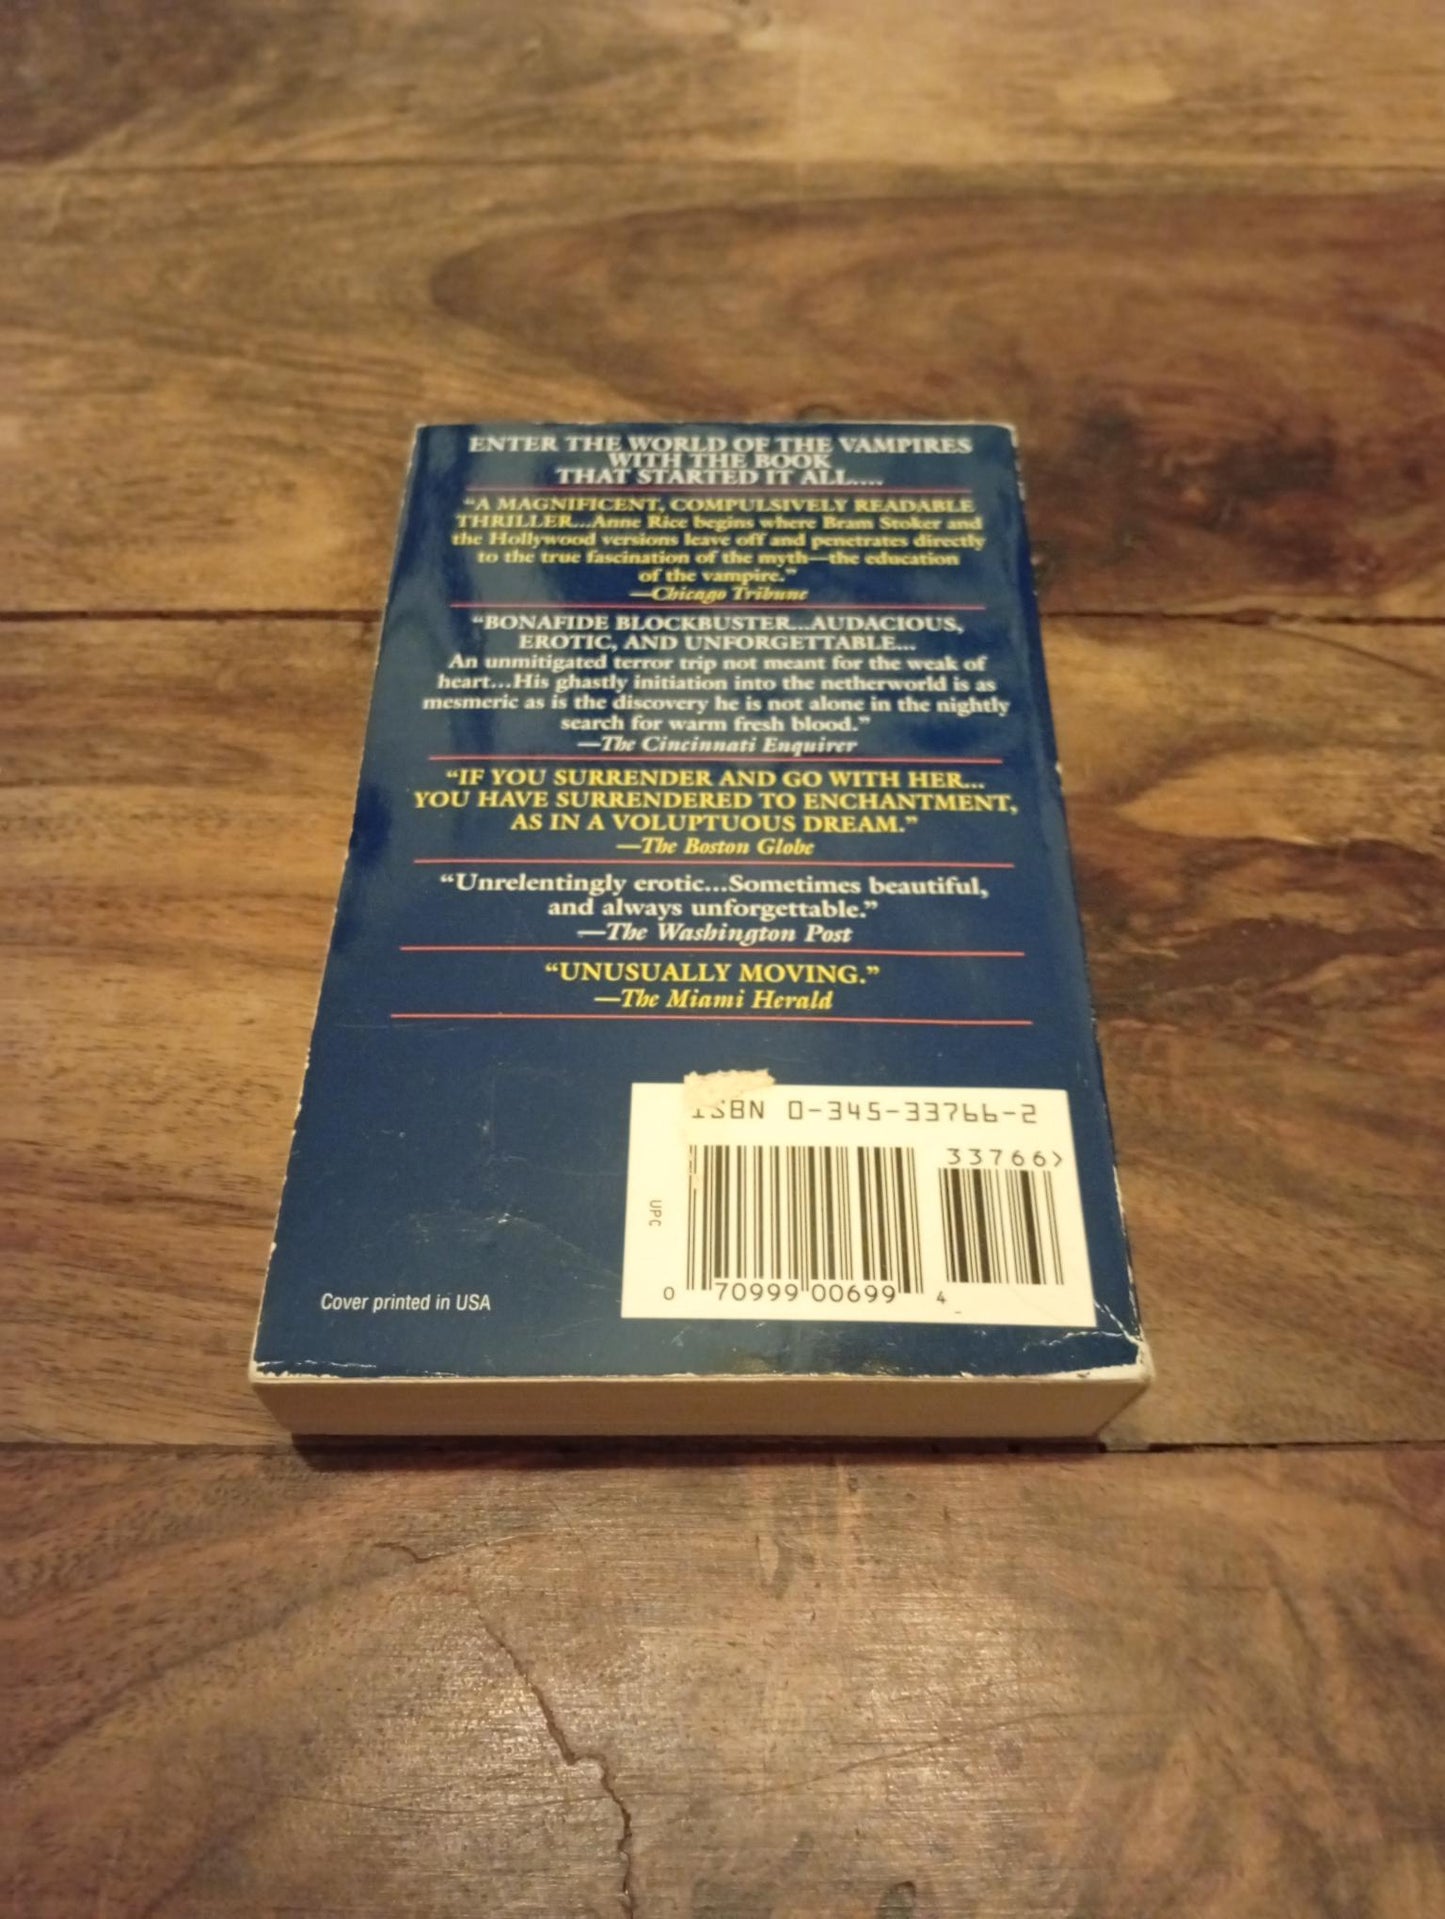 ENTER THE WORLD OF THE VAMPIRES
WITH THE BOOK
THAT STARTED IT ALL....
“A MAGNIFICENT, COMPULSIVELY READABLE
THRILLER...Anne Rice begins where Bram Stoker and
the Hollywood versions leave off and penetrates directly
to the true fascination of the myth—the education
of the vampire.”
—Chicago Tribune
“BONAFIDE BLOCKBUSTER...AUDACIOUS,
EROTIC, AND UNFORGETTABLE...
An unmitigated terror trip not meant for the weak of
heart...His ghastly initiation into the netherworld is as
mesmeric as is the discovery he is not alone in the nightly
search for warm fresh blood.”
—The Cincinnati Enquirer
“IF YOU SURRENDER AND GO WITH HER...
YOU HAVE SURRENDERED TO ENCHANTMENT,
AS IN A VOLUPTUOUS DREAM.”
—The Boston Globe
“Unrelentingly erotic...Sometimes beautiful,
and always unforgettable.”
—The Washington Post
“UNUSUALLY MOVING.”
—The Miami Herald
ISBN 0-345-33766-2
33766>
UPC
0 70999 00699 4
Cover printed in USA